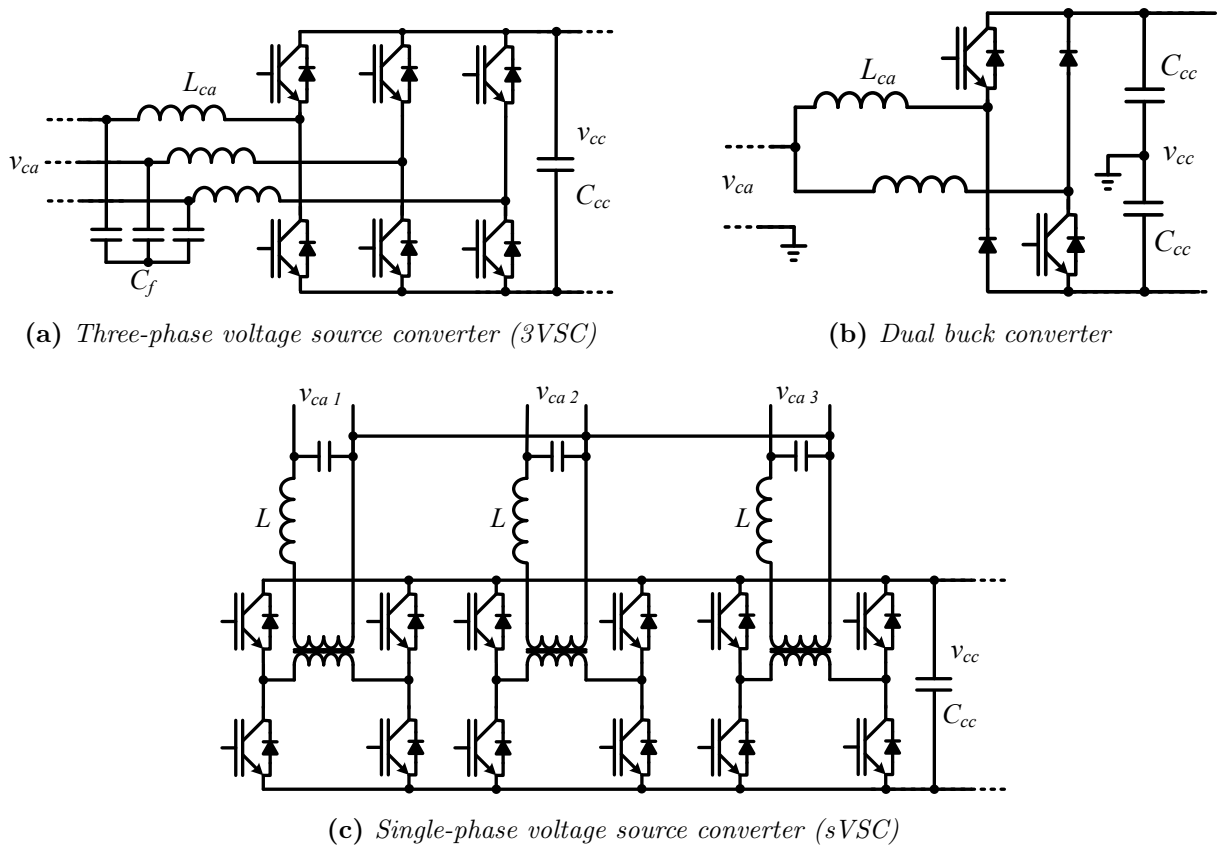 L_ca
C_cc
L_ca
v_cc
v_ca
v_cc
C_cc
v_ca
C_cc
C_f
(a) Three-phase voltage source converter (3VSC)
(b) Dual buck converter
v_ca 1
v_ca 2
v_ca 3
L
L
L
v_cc
C_cc
(c) Single-phase voltage source converter (sVSC)